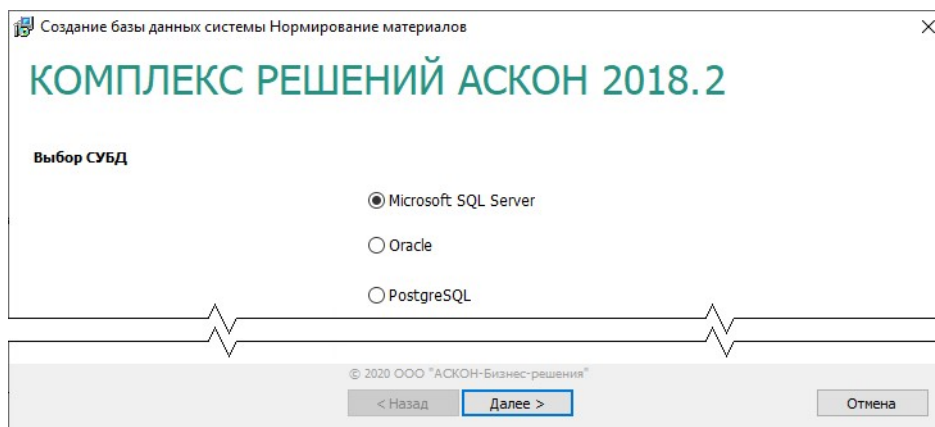 Создание базы данных системы Нормирование материалов
КОМПЛЕКС РЕШЕНИЙ АСКОН 2018.2
Выбор СУБД
Microsoft SQL Server
Oracle
PostgreSQL
© 2020 ООО "АСКОН-Бизнес-решения"
< Назад Далее > Отмена